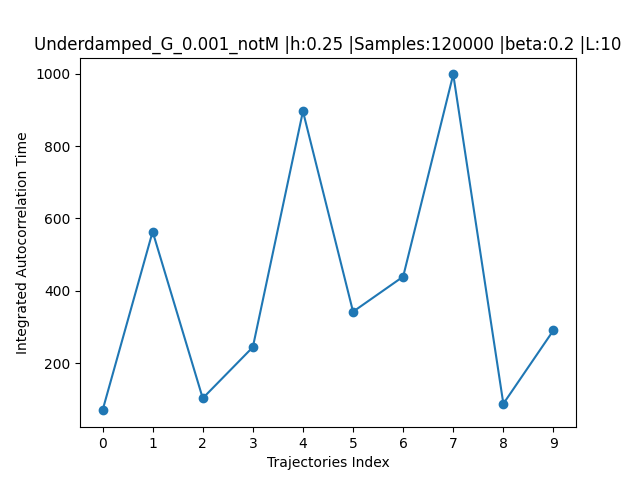 Underdamped_G_0.001_notM |h:0.25 |Samples:120000 |beta:0.2 |L:10
Integrated Autocorrelation Time
1000
800
600
400
200
0 1 2 3 4 5 6 7 8 9
Trajectories Index